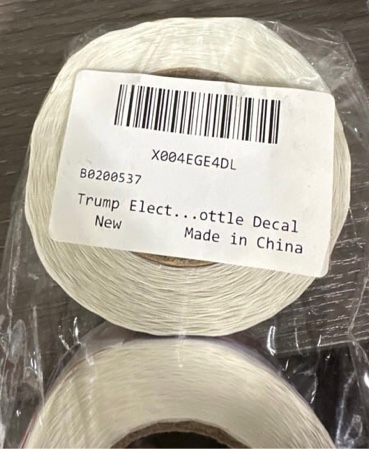 X004EGE4DL
B0200537
Trump Elect...ottle Decal
New Made in China